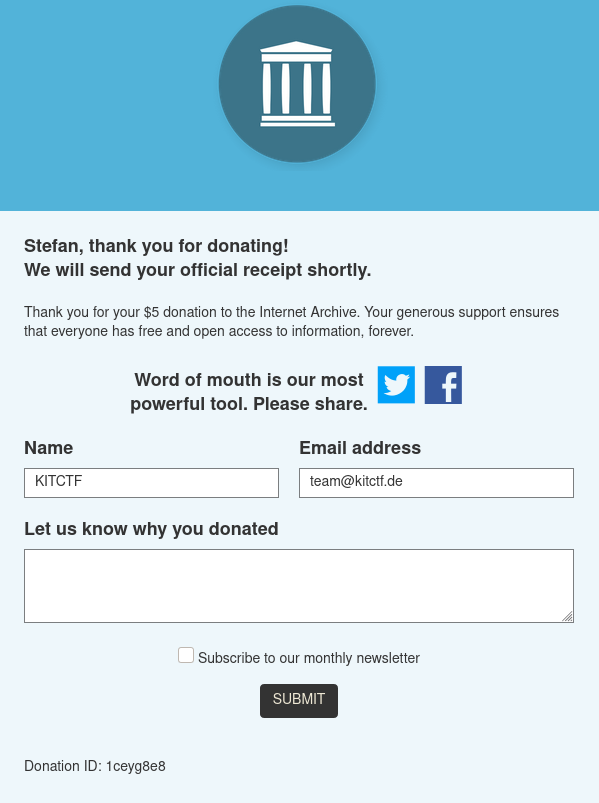 Stefan, thank you for donating!
We will send your official receipt shortly.
Thank you for your $5 donation to the Internet Archive. Your generous support ensures
that everyone has free and open access to information, forever.
Word of mouth is our most
powerful tool. Please share.
Name
Email address
KITCTF
team@kitctf.de
Let us know why you donated
Subscribe to our monthly newsletter
SUBMIT
Donation ID: 1ceyg8e8